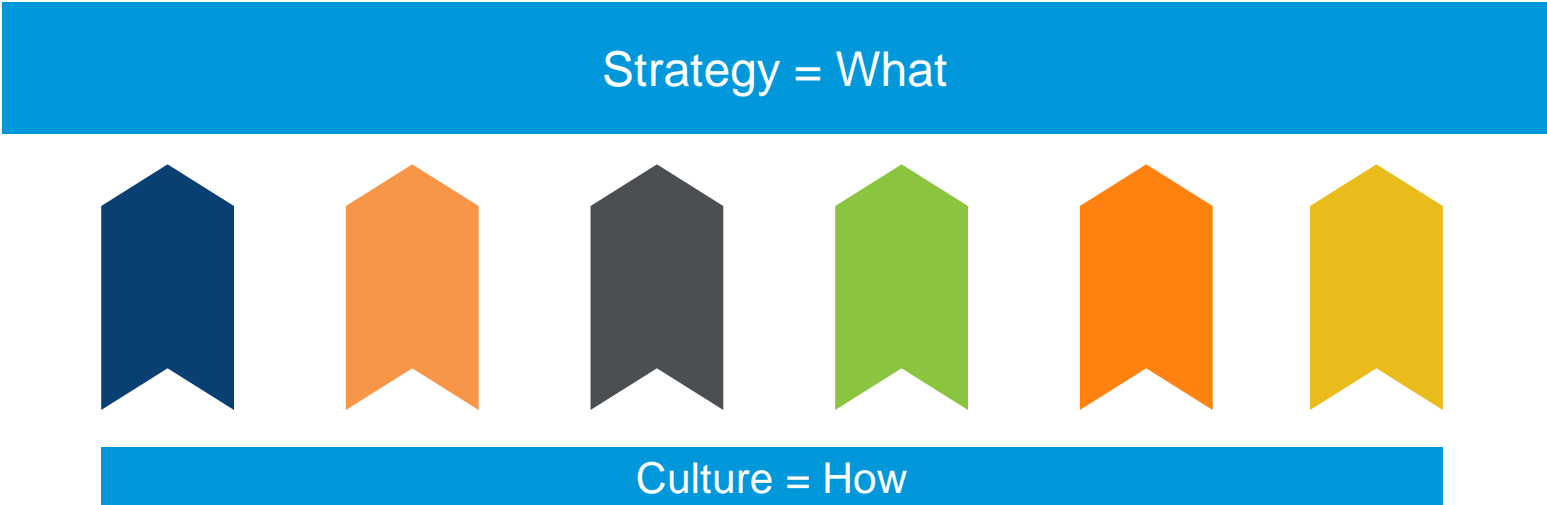 Strategy = What
Culture = How